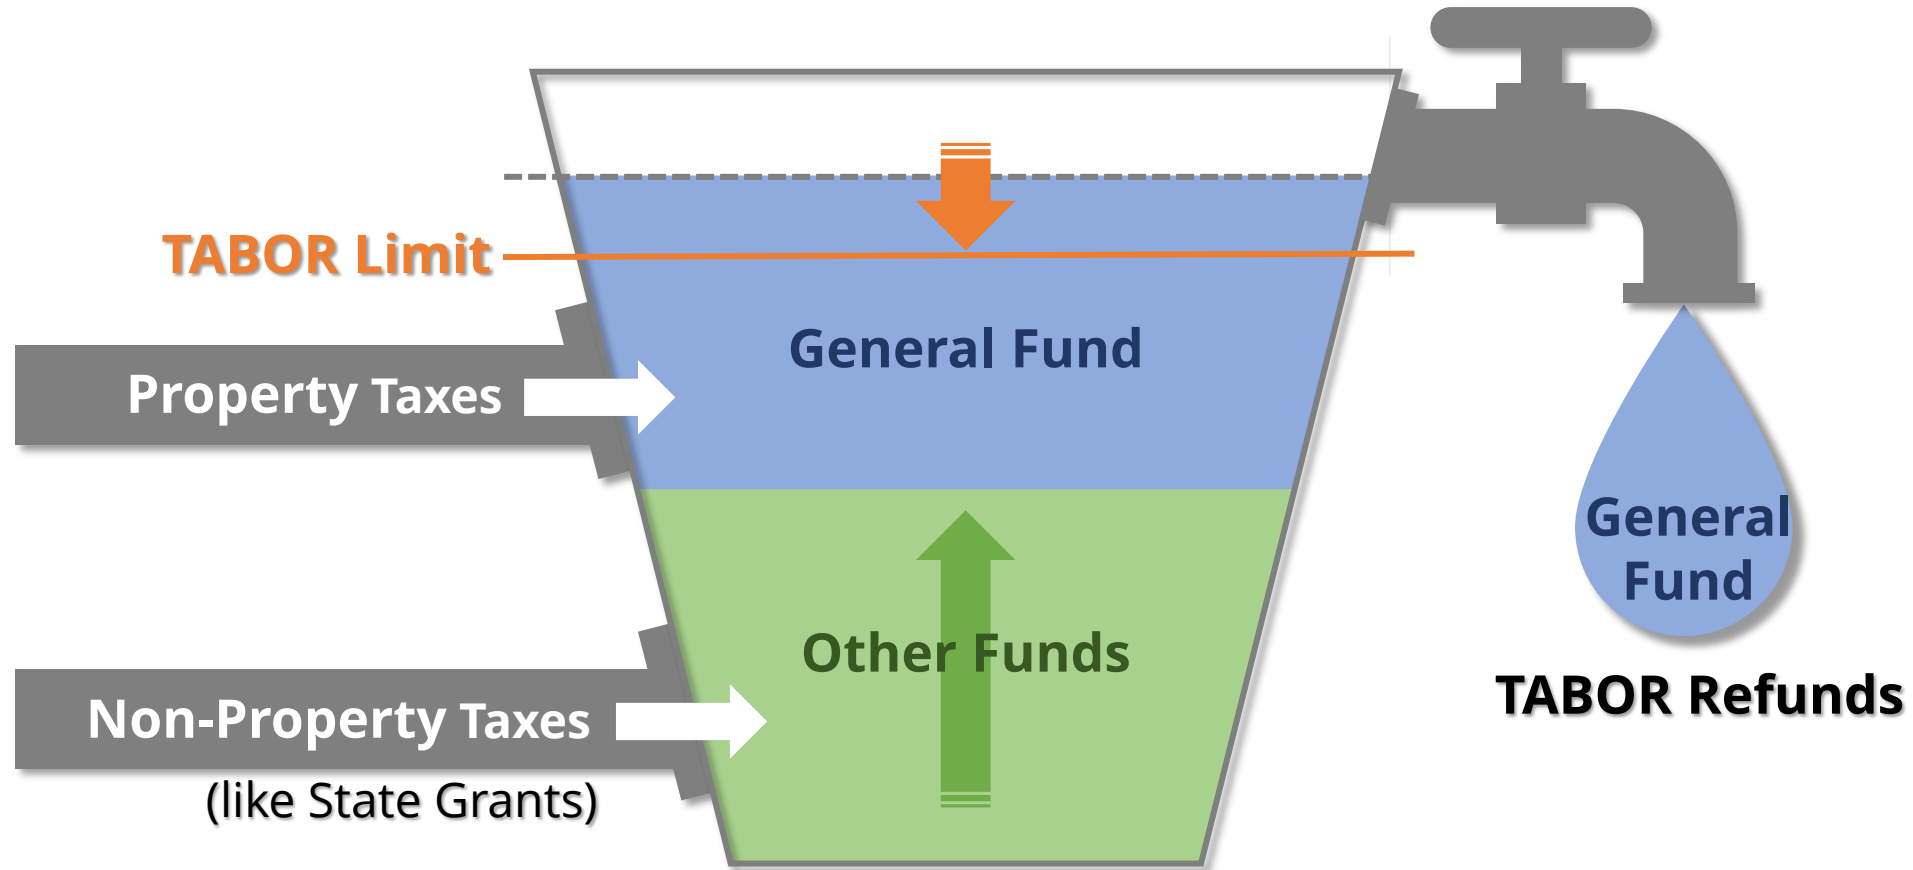 TABOR Limit
General Fund
Property Taxes
General
Fund
Other Funds
TABOR Refunds
Non-Property Taxes
(like State Grants)